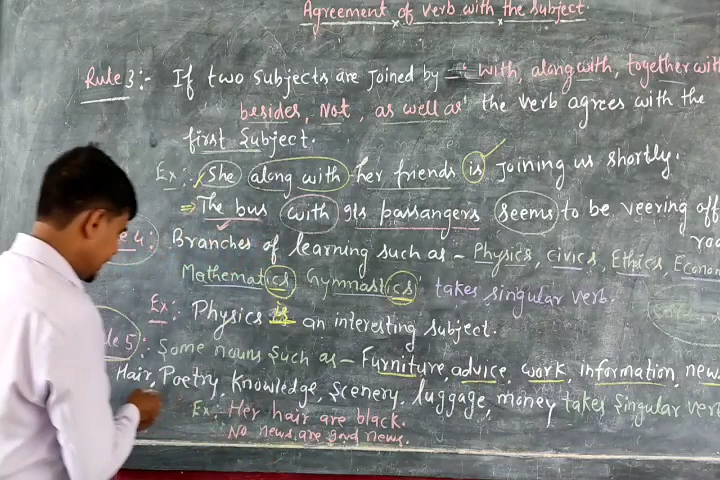 Agreement of verb with the subject.
Rule 3:- If two subjects are joined by - 'with, along with, together with
besides, not, as well as' the verb agrees with the
first subject.
Ex:- She along with her friends is joining us shortly.
⇒ The bus with its passengers seems to be veering off
4: Branches of learning such as - Physics, civics, Ethics, Econom
Mathematics Gymnastics' takes singular verb.
Ex:- Physics is an interesting subject.
5: Some nouns such as - Furniture, advice, work, information, news
Hair, Poetry, Knowledge, scenery, luggage, money takes singular verb
Ex:- Her hair are black.
No news are good news.